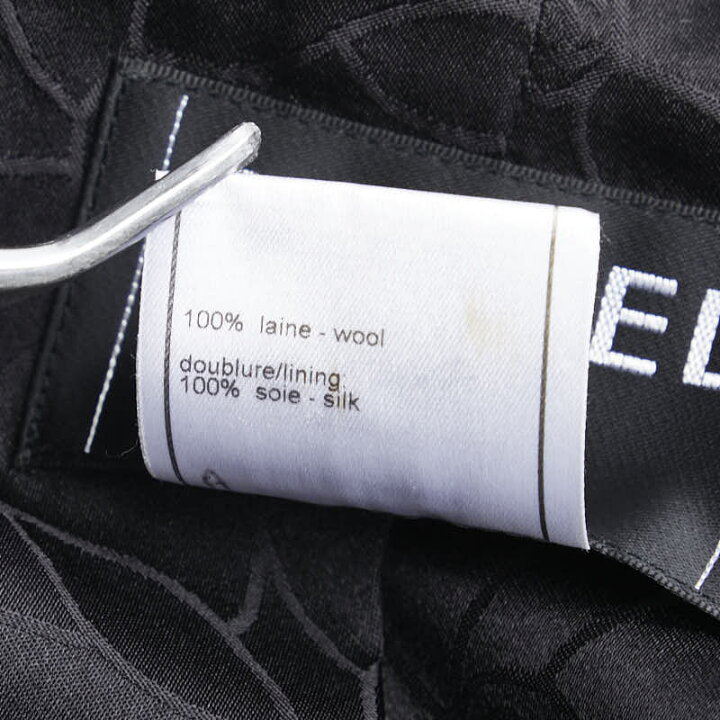 100% laine - wool
doublure/lining
100% soie - silk
EL